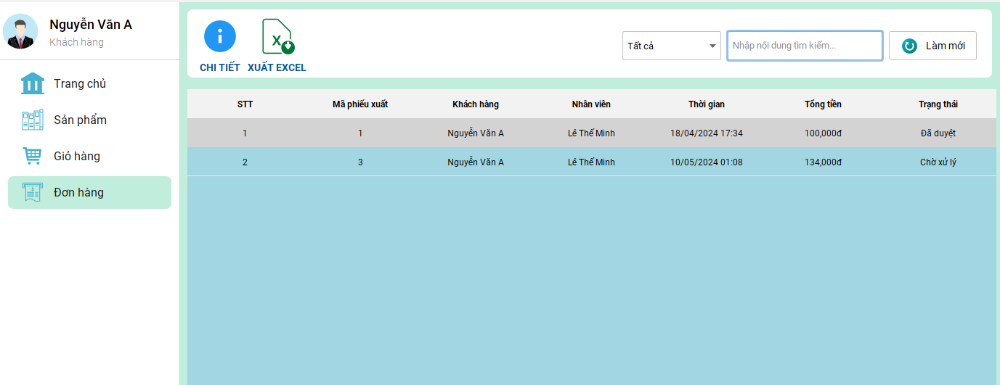 Nguyễn Văn A
Khách hàng
Trang chủ
Sản phẩm
Giỏ hàng
Đơn hàng
CHI TIẾT XUẤT EXCEL
Tất cả Nhập nội dung tìm kiếm... Làm mới
STT Mã phiếu xuất Khách hàng Nhân viên Thời gian Tổng tiền Trạng thái
1 1 Nguyễn Văn A Lê Thế Minh 18/04/2024 17:34 100,000đ Đã duyệt
2 3 Nguyễn Văn A Lê Thế Minh 10/05/2024 01:08 134,000đ Chờ xử lý